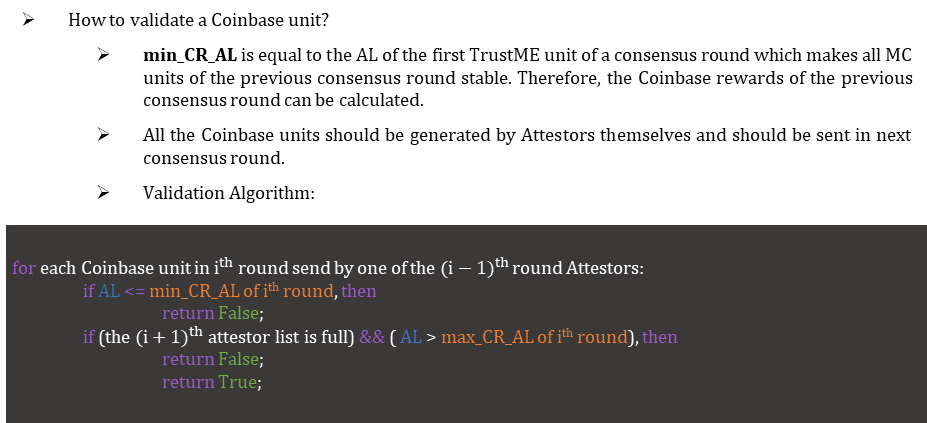 ➢ How to validate a Coinbase unit?
➢ min_CR_AL is equal to the AL of the first TrustME unit of a consensus round which makes all MC
units of the previous consensus round stable. Therefore, the Coinbase rewards of the previous
consensus round can be calculated.
➢ All the Coinbase units should be generated by Attestors themselves and should be sent in next
consensus round.
➢ Validation Algorithm:
for each Coinbase unit in iᵗʰ round send by one of the (i − 1)ᵗʰ round Attestors:
if AL <= min_CR_AL of iᵗʰ round, then
return False;
if (the (i + 1)ᵗʰ attestor list is full) && ( AL > max_CR_AL of iᵗʰ round), then
return False;
return True;